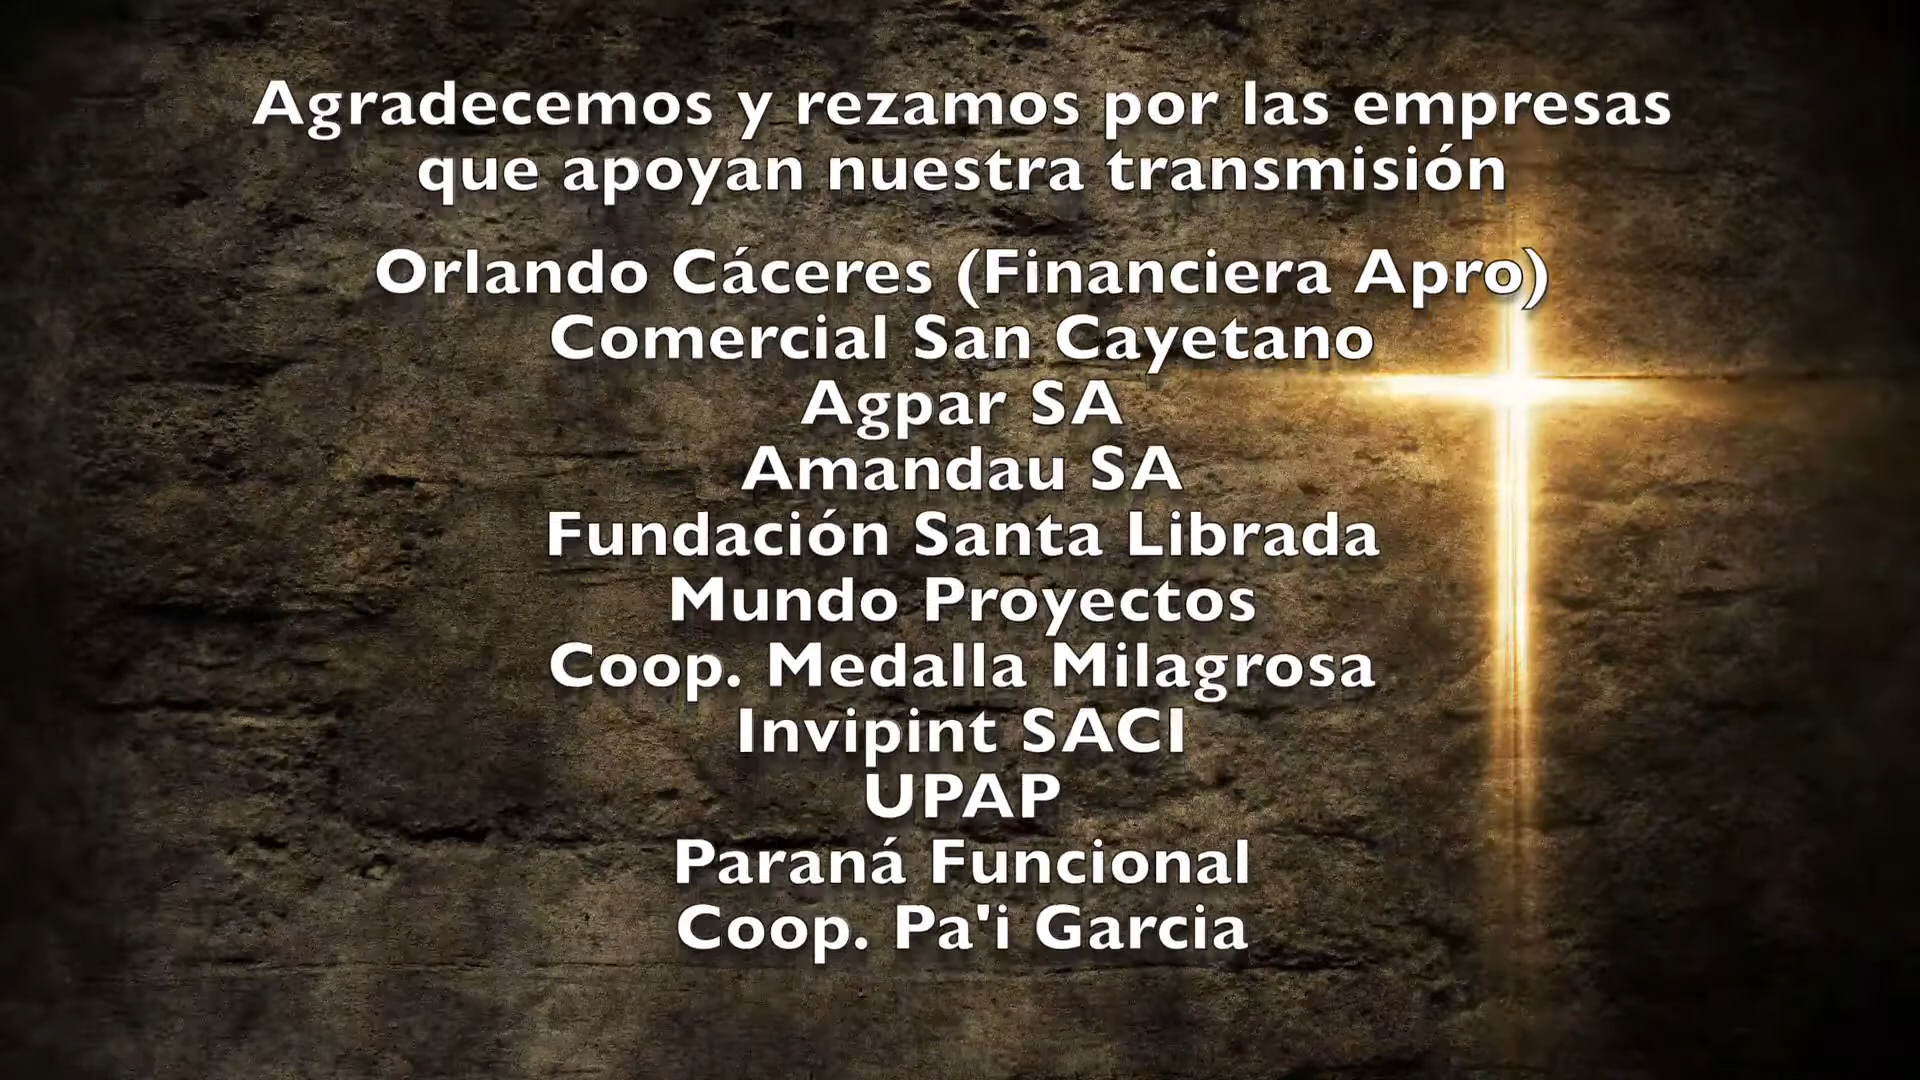 Agradecemos y rezamos por las empresas
que apoyan nuestra transmisión
Orlando Cáceres (Financiera Apro)
Comercial San Cayetano
Agpar SA
Amandau SA
Fundación Santa Librada
Mundo Proyectos
Coop. Medalla Milagrosa
Invipint SACI
UPAP
Paraná Funcional
Coop. Pa'i Garcia